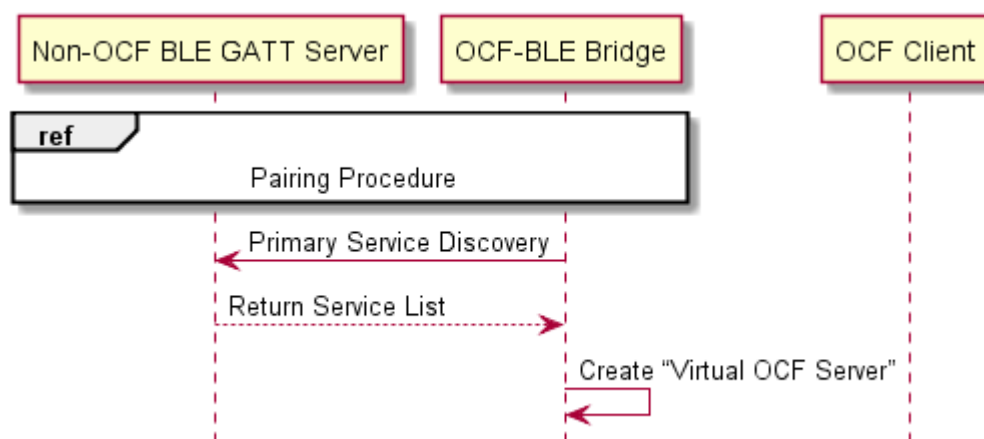 Non-OCF BLE GATT Server
OCF-BLE Bridge
OCF Client
ref
Pairing Procedure
Primary Service Discovery
Return Service List
Create “Virtual OCF Server”